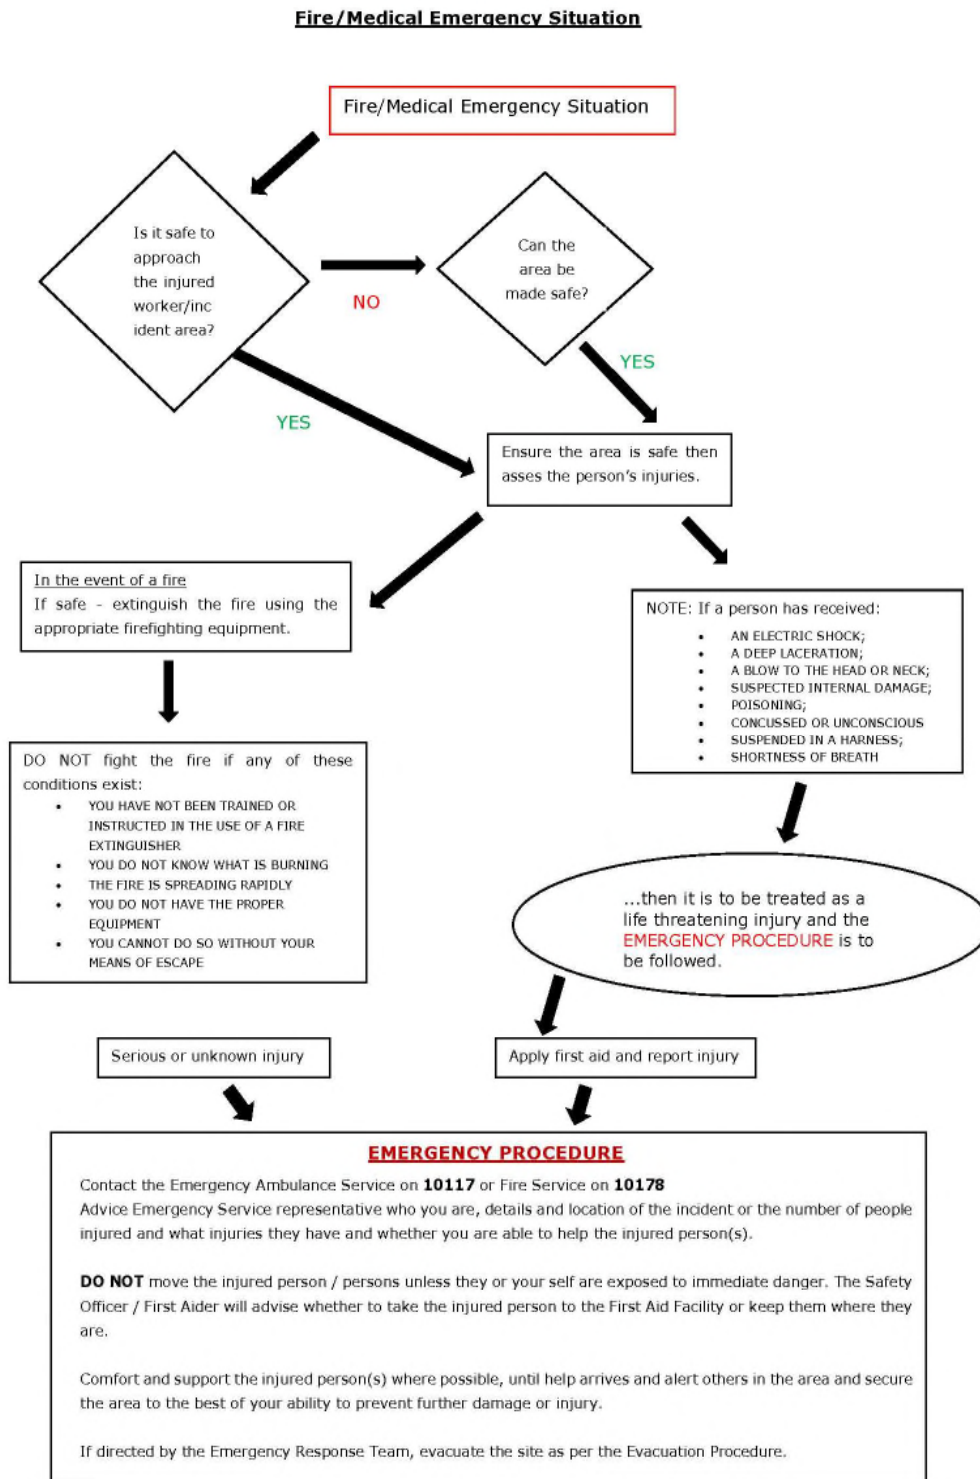 Fire/Medical Emergency Situation
Fire/Medical Emergency Situation
Is it safe to
approach
the injured
worker/inc
ident area?
NO
Can the
area be
made safe?
YES
YES
Ensure the area is safe then
asses the person's injuries.
In the event of a fire
If safe - extinguish the fire using the
appropriate firefighting equipment.
NOTE: If a person has received:
• AN ELECTRIC SHOCK;
• A DEEP LACERATION;
• A BLOW TO THE HEAD OR NECK;
• SUSPECTED INTERNAL DAMAGE;
• POISONING;
• CONCUSSED OR UNCONSCIOUS
• SUSPENDED IN A HARNESS;
• SHORTNESS OF BREATH
DO NOT fight the fire if any of these
conditions exist:
• YOU HAVE NOT BEEN TRAINED OR
INSTRUCTED IN THE USE OF A FIRE
EXTINGUISHER
• YOU DO NOT KNOW WHAT IS BURNING
• THE FIRE IS SPREADING RAPIDLY
• YOU DO NOT HAVE THE PROPER
EQUIPMENT
• YOU CANNOT DO SO WITHOUT YOUR
MEANS OF ESCAPE
...then it is to be treated as a
life threatening injury and the
EMERGENCY PROCEDURE is to
be followed.
Serious or unknown injury
Apply first aid and report injury
EMERGENCY PROCEDURE
Contact the Emergency Ambulance Service on 10117 or Fire Service on 10178
Advice Emergency Service representative who you are, details and location of the incident or the number of people
injured and what injuries they have and whether you are able to help the injured person(s).
DO NOT move the injured person / persons unless they or your self are exposed to immediate danger. The Safety
Officer / First Aider will advise whether to take the injured person to the First Aid Facility or keep them where they
are.
Comfort and support the injured person(s) where possible, until help arrives and alert others in the area and secure
the area to the best of your ability to prevent further damage or injury.
If directed by the Emergency Response Team, evacuate the site as per the Evacuation Procedure.